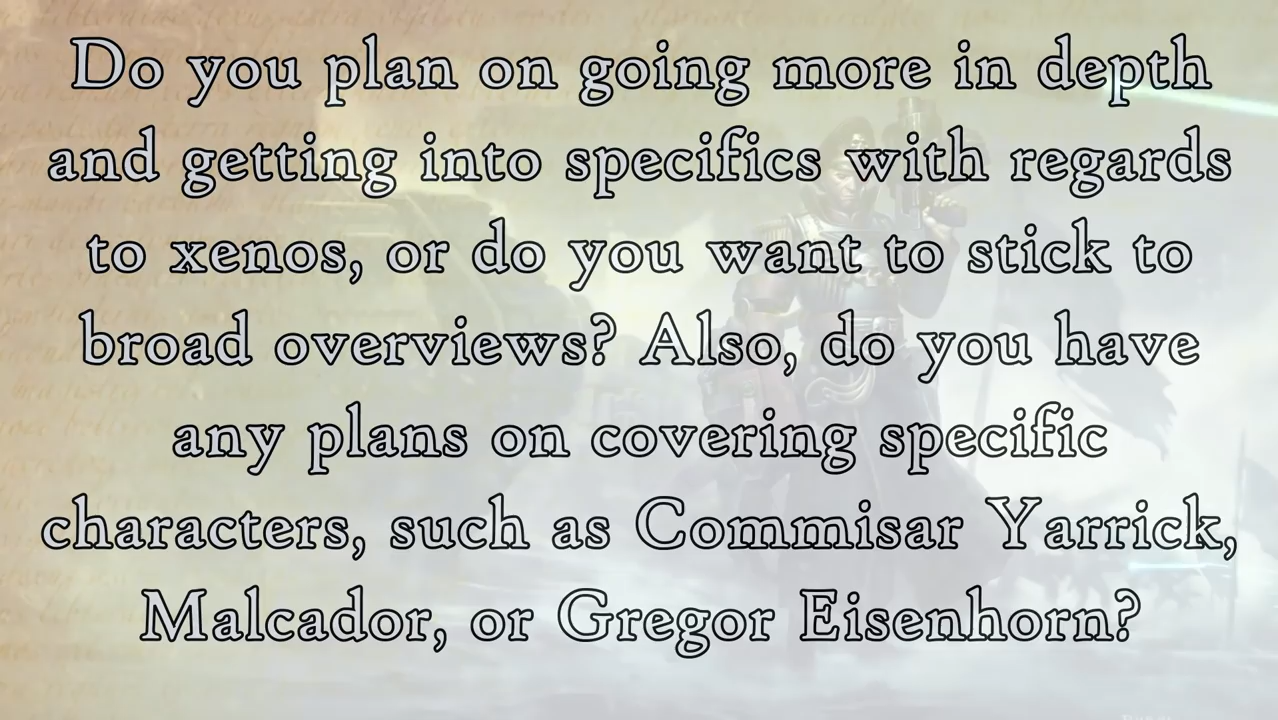 Do you plan on going more in depth
and getting into specifics with regards
to xenos, or do you want to stick to
broad overviews? Also, do you have
any plans on covering specific
characters, such as Commisar Yarrick,
Malcador, or Gregor Eisenhorn?